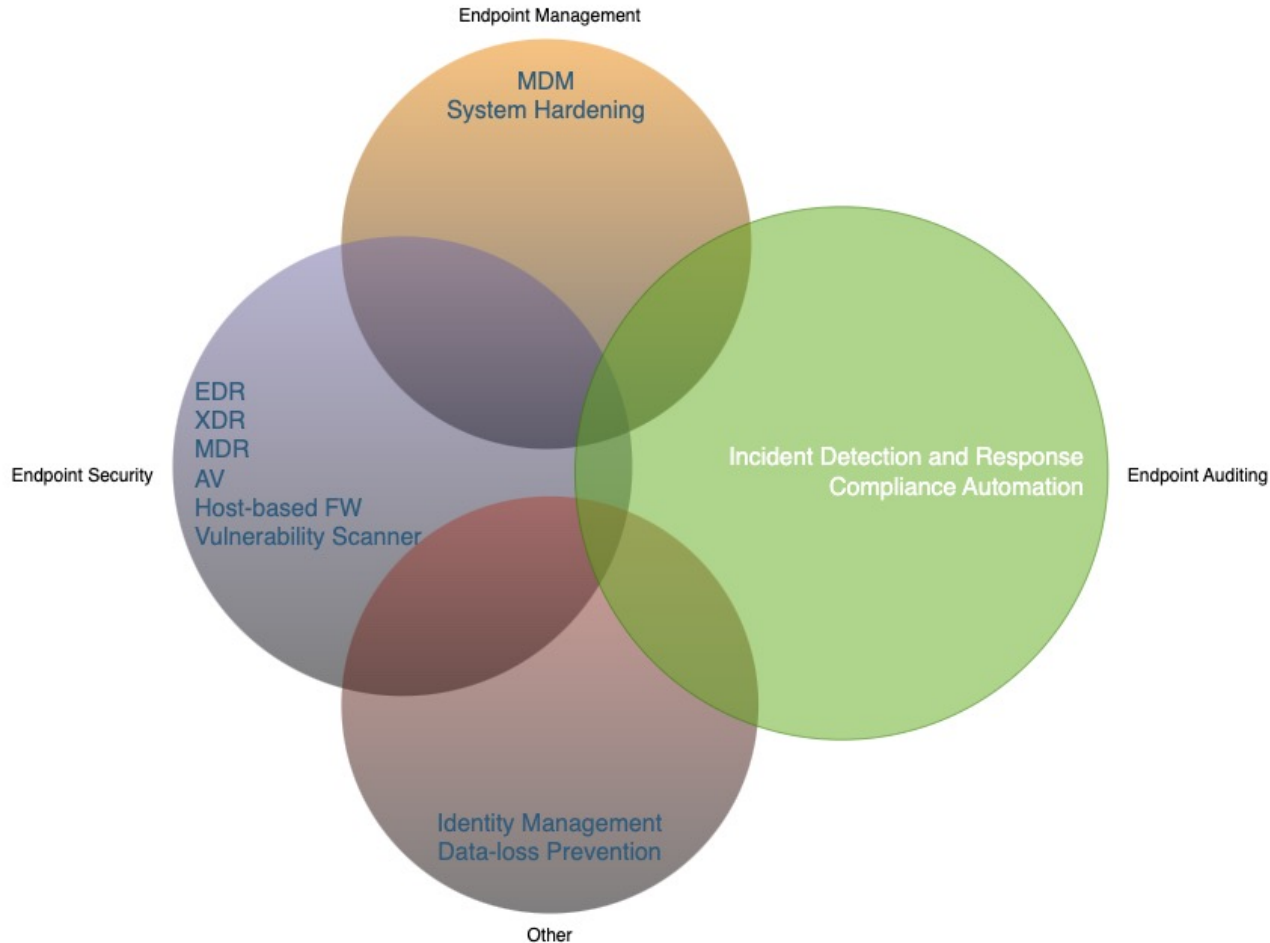 Endpoint Management
MDM
System Hardening
EDR
XDR
MDR
AV
Host-based FW
Vulnerability Scanner
Endpoint Security
Incident Detection and Response
Compliance Automation
Endpoint Auditing
Identity Management
Data-loss Prevention
Other